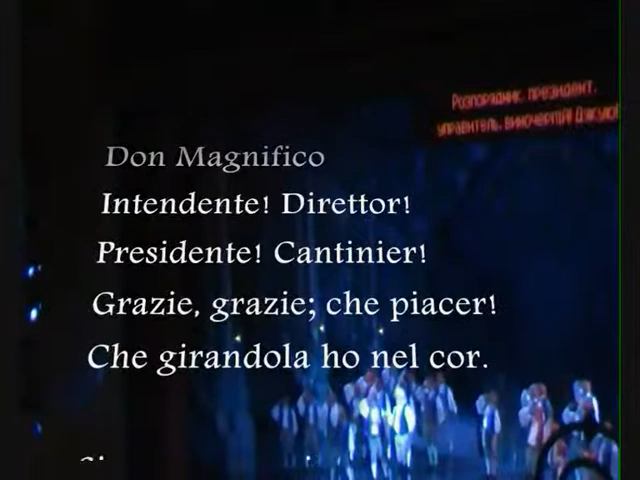 Розпорядник, президент,
управитель, виночерпій! Дякую!
Don Magnifico
Intendente! Direttor!
Presidente! Cantinier!
Grazie, grazie; che piacer!
Che girandola ho nel cor.